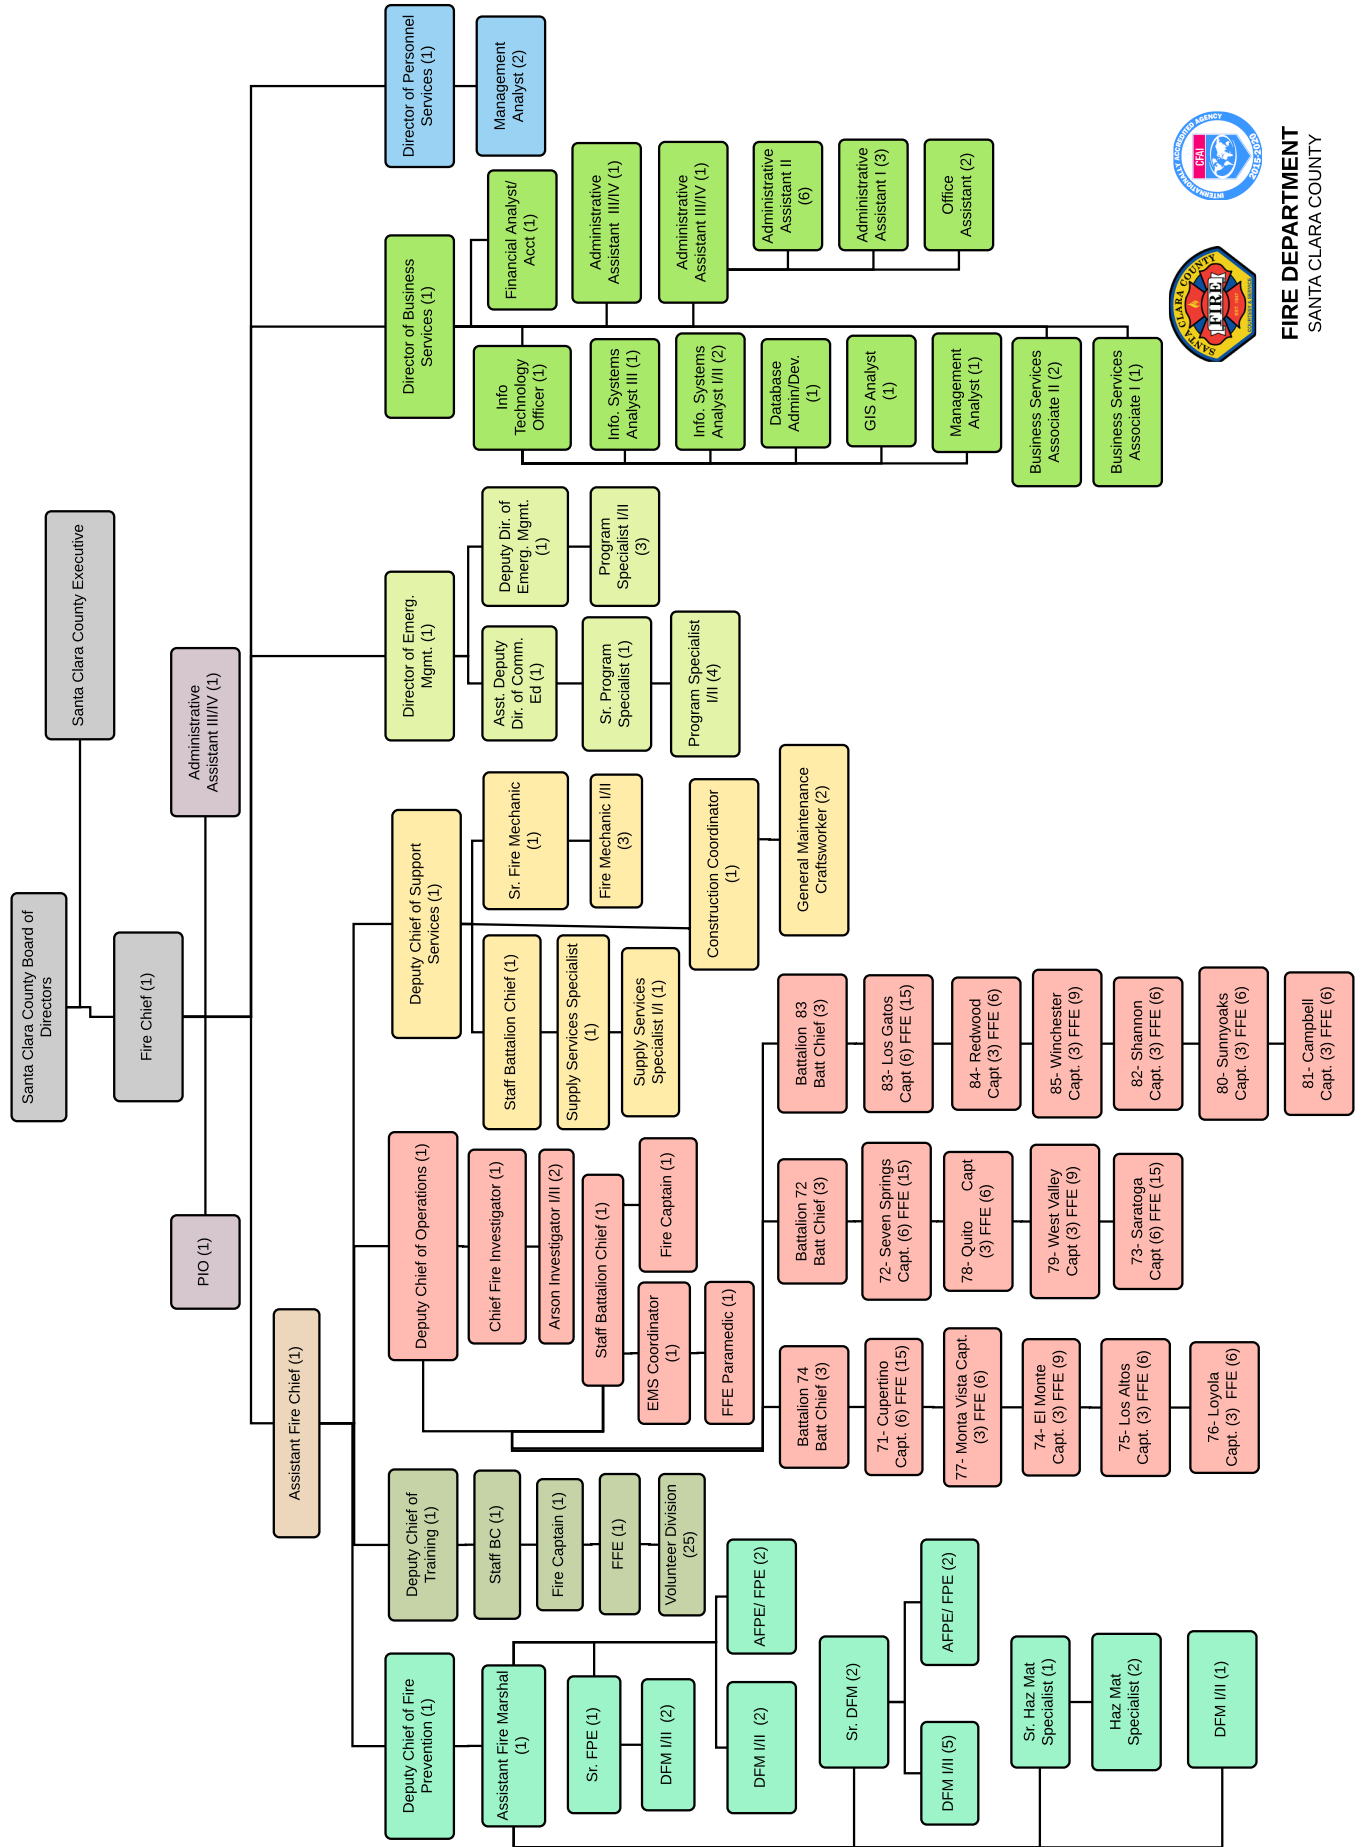 Santa Clara County Board of
Directors
Santa Clara County Executive
Fire Chief (1)
PIO (1)
Administrative
Assistant III/IV (1)
Assistant Fire Chief (1)
Deputy Chief of Fire
Prevention (1)
Assistant Fire Marshal
(1)
Sr. FPE (1)
DFM I/II (2)
DFM I/II (2)
AFPE/ FPE (2)
Sr. DFM (2)
DFM I/II (5)
AFPE/ FPE (2)
Sr. Haz Mat
Specialist (1)
Haz Mat
Specialist (2)
DFM I/II (1)
Deputy Chief of
Training (1)
Staff BC (1)
Fire Captain (1)
FFE (1)
Volunteer Division
(25)
Deputy Chief of Operations (1)
Chief Fire Investigator (1)
Arson Investigator I/II (2)
Staff Battalion Chief (1)
EMS Coordinator
(1)
Fire Captain (1)
FFE Paramedic (1)
Battalion 74
Batt Chief (3)
71- Cupertino
Capt. (6) FFE (15)
77- Monta Vista Capt.
(3) FFE (6)
74- El Monte
Capt. (3) FFE (9)
75- Los Altos
Capt. (3) FFE (6)
76- Loyola
Capt. (3) FFE (6)
Battalion 72
Batt Chief (3)
72- Seven Springs
Capt. (6) FFE (15)
78- Quito Capt
(3) FFE (6)
79- West Valley
Capt (3) FFE (9)
73- Saratoga
Capt (6) FFE (15)
Battalion 83
Batt Chief (3)
83- Los Gatos
Capt (6) FFE (15)
84- Redwood
Capt (3) FFE (6)
85- Winchester
Capt. (3) FFE (9)
82- Shannon
Capt. (3) FFE (6)
80- Sunnyoaks
Capt. (3) FFE (6)
81- Campbell
Capt. (3) FFE (6)
Deputy Chief of Support
Services (1)
Staff Battalion Chief (1)
Supply Services Specialist
(1)
Supply Services
Specialist I/I (1)
Sr. Fire Mechanic
(1)
Fire Mechanic I/II
(3)
Construction Coordinator
(1)
General Maintenance
Craftsworker (2)
Director of Emerg.
Mgmt. (1)
Asst. Deputy
Dir. of Comm.
Ed (1)
Sr. Program
Specialist (1)
Program Specialist
I/II (4)
Deputy Dir. of
Emerg. Mgmt.
(1)
Program
Specialist I/II
(3)
Director of Business
Services (1)
Info
Technology
Officer (1)
Info. Systems
Analyst III (1)
Info. Systems
Analyst I/II (2)
Database
Admin/Dev.
(1)
GIS Analyst
(1)
Management
Analyst (1)
Business Services
Associate II (2)
Business Services
Associate I (1)
Financial Analyst/
Acct (1)
Administrative
Assistant III/IV (1)
Administrative
Assistant III/IV (1)
Administrative
Assistant II
(6)
Administrative
Assistant I (3)
Office
Assistant (2)
Director of Personnel
Services (1)
Management
Analyst (2)
SANTA CLARA COUNTY
FIRE
EST. 1947
COURTESY & SERVICE
INTERNATIONALLY ACCREDITED AGENCY
CFAI
2015-2020
FIRE DEPARTMENT
SANTA CLARA COUNTY